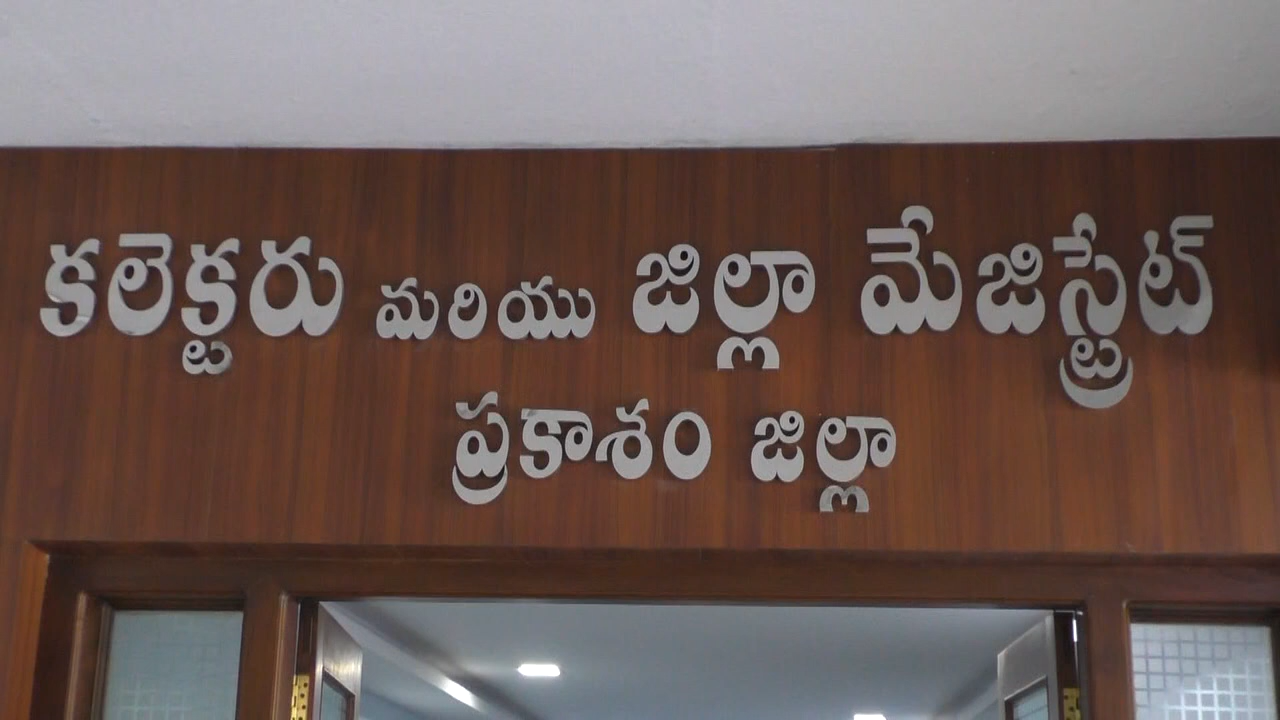 కలెక్టరు మరియు జిల్లా మేజిస్ట్రేట్
ప్రకాశం జిల్లా